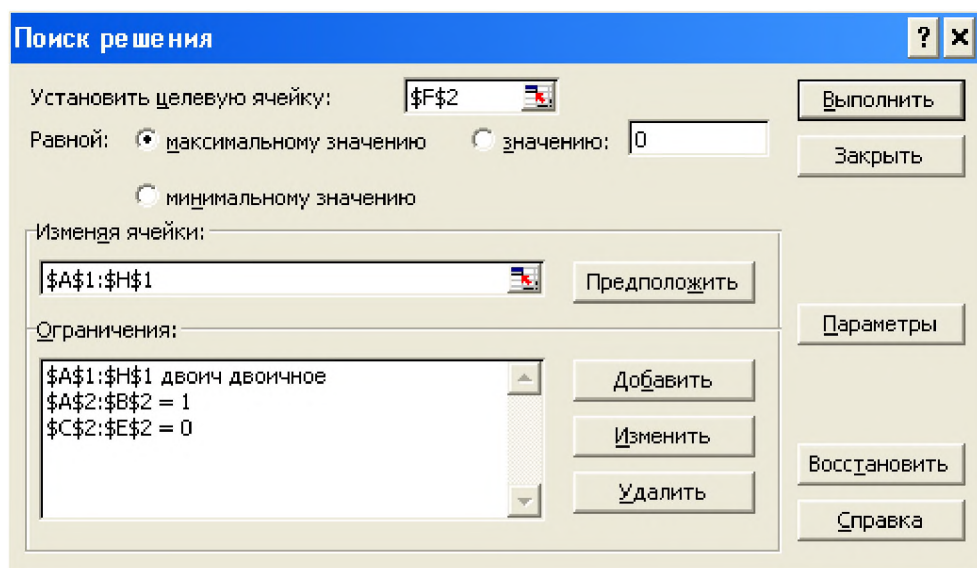 Поиск решения ? ×
Установить целевую ячейку: $F$2
Выполнить
Равной: максимальному значению значению: 0
Закрыть
минимальному значению
Изменяя ячейки:
$A$1:$H$1
Предположить
Ограничения:
Параметры
$A$1:$H$1 двоич двоичное
$A$2:$B$2 = 1
$C$2:$E$2 = 0
Добавить
Изменить
Удалить
Восстановить
Справка